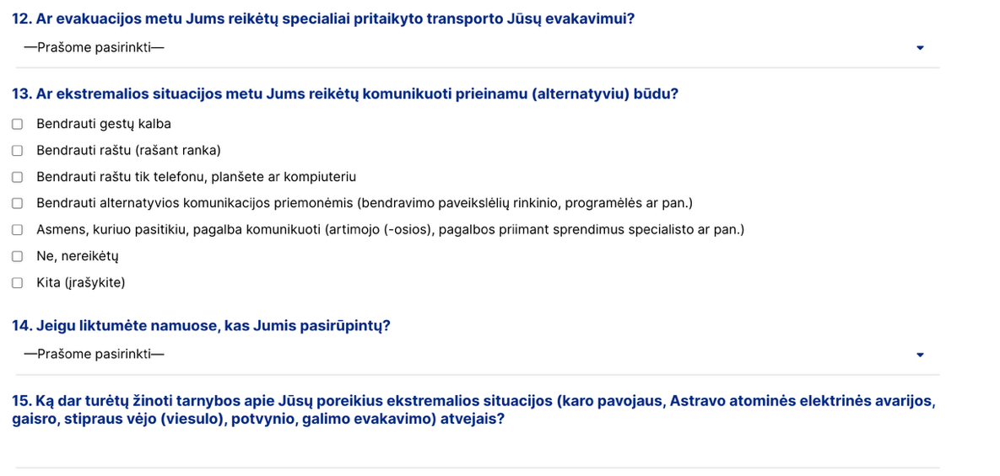 12. Ar evakuacijos metu Jums reikėtų specialiai pritaikyto transporto Jūsų evakavimui?
—Prašome pasirinkti—
13. Ar ekstremalios situacijos metu Jums reikėtų komunikuoti prieinamu (alternatyviu) būdu?
Bendrauti gestų kalba
Bendrauti raštu (rašant ranka)
Bendrauti raštu tik telefonu, planšete ar kompiuteriu
Bendrauti alternatyvios komunikacijos priemonėmis (bendravimo paveikslėlių rinkinio, programėlės ar pan.)
Asmens, kuriuo pasitikiu, pagalba komunikuoti (artimojo (-osios), pagalbos priimant sprendimus specialisto ar pan.)
Ne, nereikėtų
Kita (įrašykite)
14. Jeigu liktumėte namuose, kas Jumis pasirūpintų?
—Prašome pasirinkti—
15. Ką dar turėtų žinoti tarnybos apie Jūsų poreikius ekstremalios situacijos (karo pavojaus, Astravo atominės elektrinės avarijos,
gaisro, stipraus vėjo (viesulo), potvynio, galimo evakavimo) atvejais?